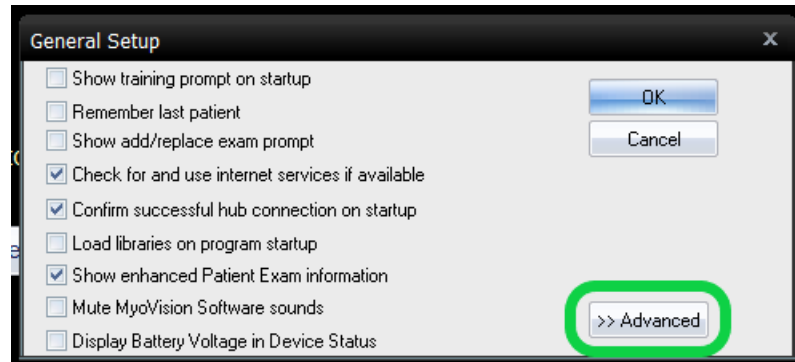 General Setup
x
Show training prompt on startup
OK
Remember last patient
Show add/replace exam prompt
Cancel
Check for and use internet services if available
Confirm successful hub connection on startup
Load libraries on program startup
Show enhanced Patient Exam information
Mute MyoVision Software sounds
>> Advanced
Display Battery Voltage in Device Status